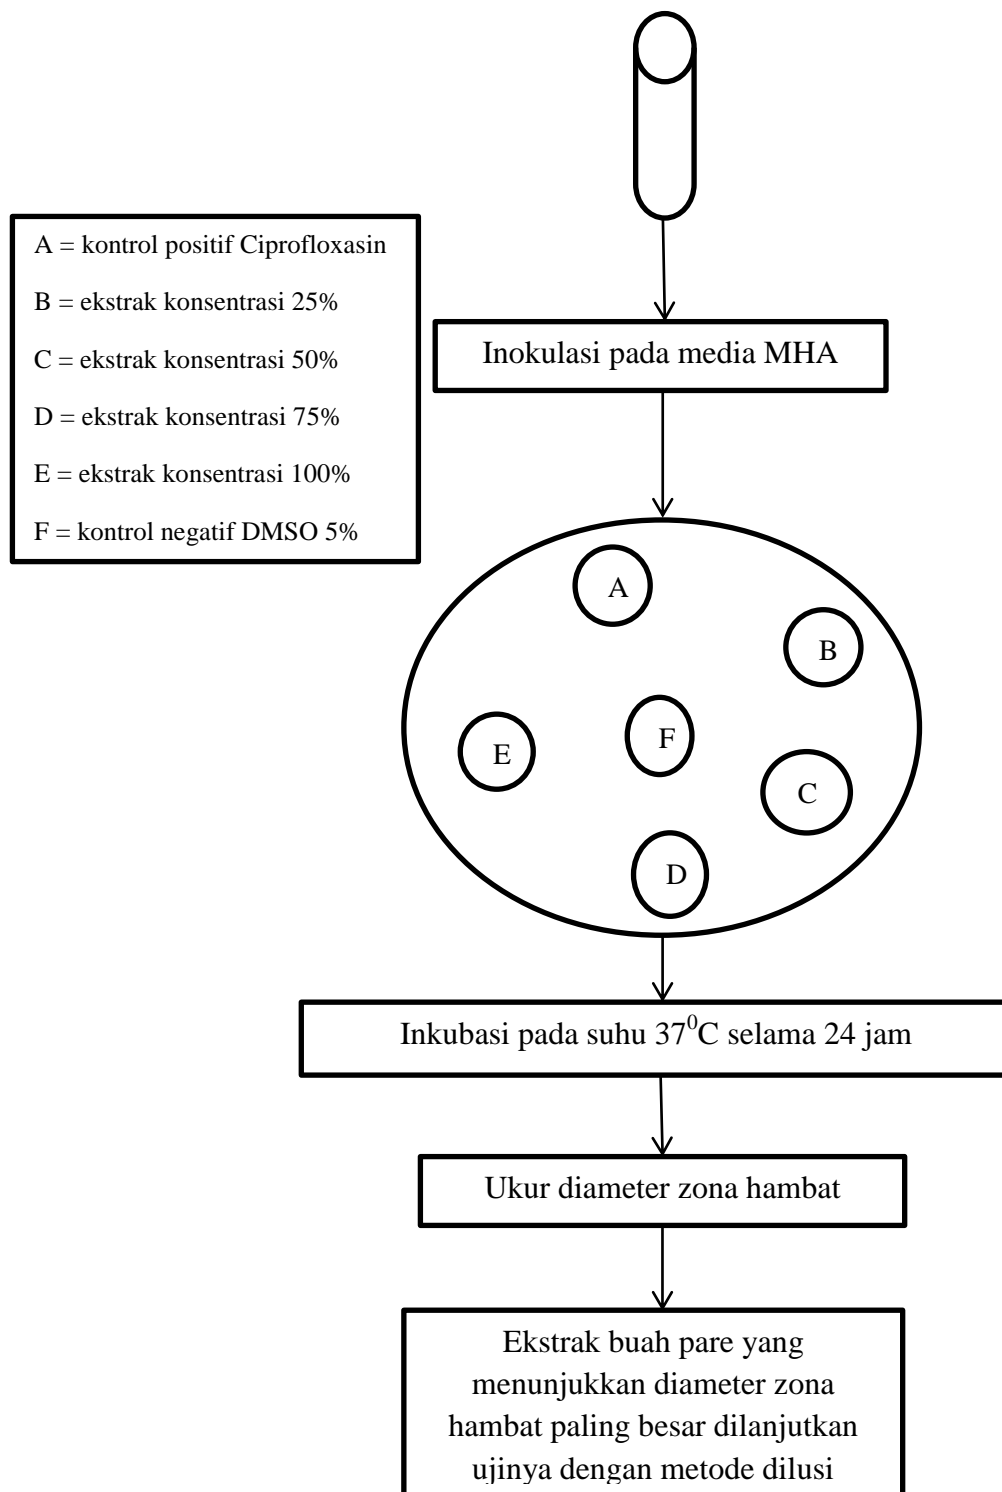 A = kontrol positif Ciprofloxasin
B = ekstrak konsentrasi 25%
C = ekstrak konsentrasi 50%
D = ekstrak konsentrasi 75%
E = ekstrak konsentrasi 100%
F = kontrol negatif DMSO 5%
Inokulasi pada media MHA
A
B
E
F
C
D
Inkubasi pada suhu 37⁰C selama 24 jam
Ukur diameter zona hambat
Ekstrak buah pare yang
menunjukkan diameter zona
hambat paling besar dilanjutkan
ujinya dengan metode dilusi